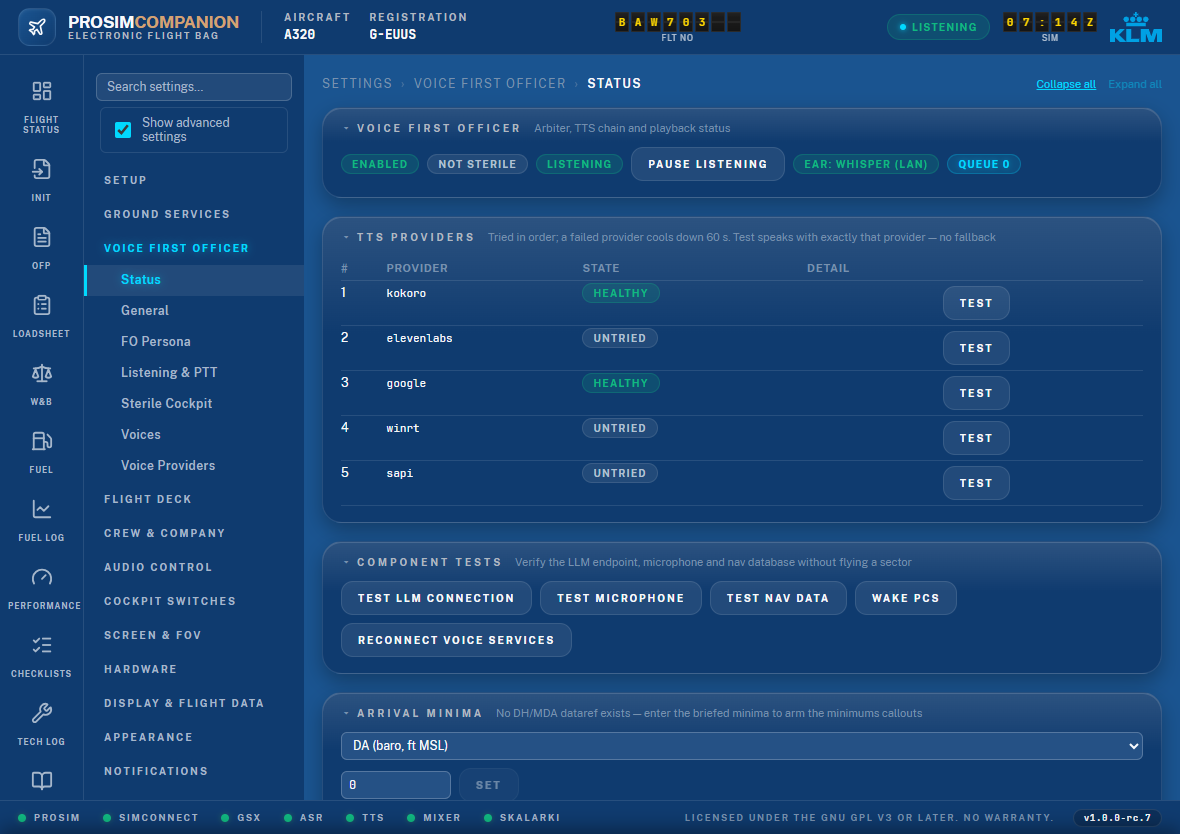 PROSIMCOMPANION
ELECTRONIC FLIGHT BAG
AIRCRAFT
A320
REGISTRATION
G-EUUS
BAW703
FLT NO
LISTENING
07:14Z
SIM
KLM
FLIGHT STATUS
INIT
OFP
LOADSHEET
W&B
FUEL
FUEL LOG
PERFORMANCE
CHECKLISTS
TECH LOG
Search settings...
Show advanced
settings
SETUP
GROUND SERVICES
VOICE FIRST OFFICER
Status
General
FO Persona
Listening & PTT
Sterile Cockpit
Voices
Voice Providers
FLIGHT DECK
CREW & COMPANY
AUDIO CONTROL
COCKPIT SWITCHES
SCREEN & FOV
HARDWARE
DISPLAY & FLIGHT DATA
APPEARANCE
NOTIFICATIONS
SETTINGS › VOICE FIRST OFFICER › STATUS
Collapse all Expand all
VOICE FIRST OFFICER Arbiter, TTS chain and playback status
ENABLED NOT STERILE LISTENING PAUSE LISTENING EAR: WHISPER (LAN) QUEUE 0
TTS PROVIDERS Tried in order; a failed provider cools down 60 s. Test speaks with exactly that provider — no fallback
# PROVIDER STATE DETAIL
1 kokoro HEALTHY TEST
2 elevenlabs UNTRIED TEST
3 google HEALTHY TEST
4 winrt UNTRIED TEST
5 sapi UNTRIED TEST
COMPONENT TESTS Verify the LLM endpoint, microphone and nav database without flying a sector
TEST LLM CONNECTION TEST MICROPHONE TEST NAV DATA WAKE PCS
RECONNECT VOICE SERVICES
ARRIVAL MINIMA No DH/MDA dataref exists — enter the briefed minima to arm the minimums callouts
DA (baro, ft MSL)
0 SET
PROSIM SIMCONNECT GSX ASR TTS MIXER SKALARKI
LICENSED UNDER THE GNU GPL V3 OR LATER. NO WARRANTY. v1.0.0-rc.7